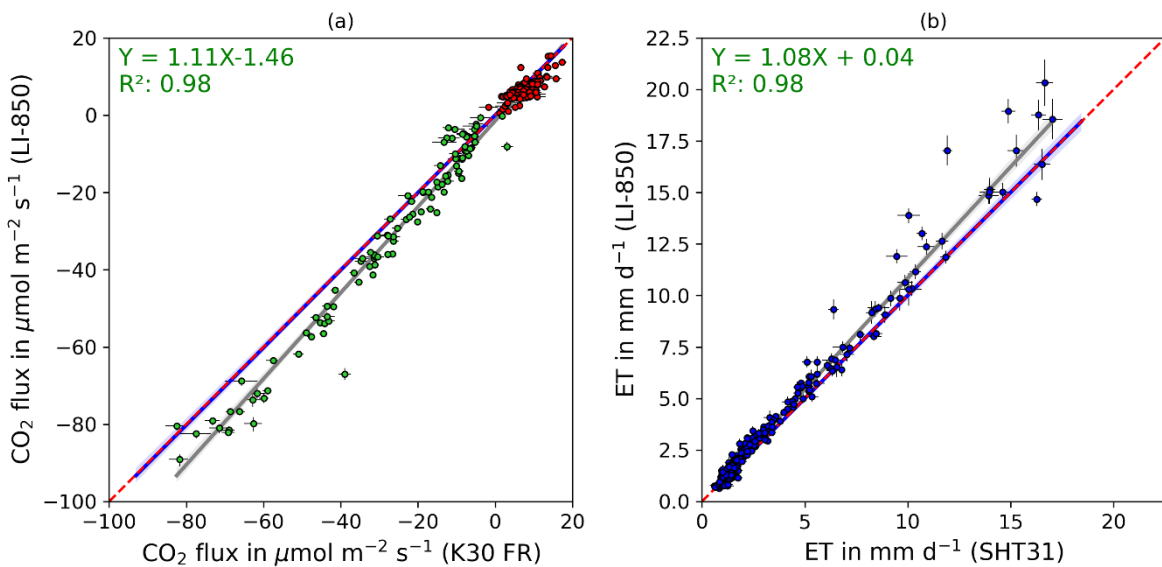 (a)
Y = 1.11X-1.46
R²: 0.98
20
0
−20
−40
−60
−80
−100
CO₂ flux in μmol m⁻² s⁻¹ (LI-850)
−100
−80
−60
−40
−20
0
20
CO₂ flux in μmol m⁻² s⁻¹ (K30 FR)
(b)
Y = 1.08X + 0.04
R²: 0.98
22.5
20.0
17.5
15.0
12.5
10.0
7.5
5.0
2.5
0.0
ET in mm d⁻¹ (LI-850)
0
5
10
15
20
ET in mm d⁻¹ (SHT31)